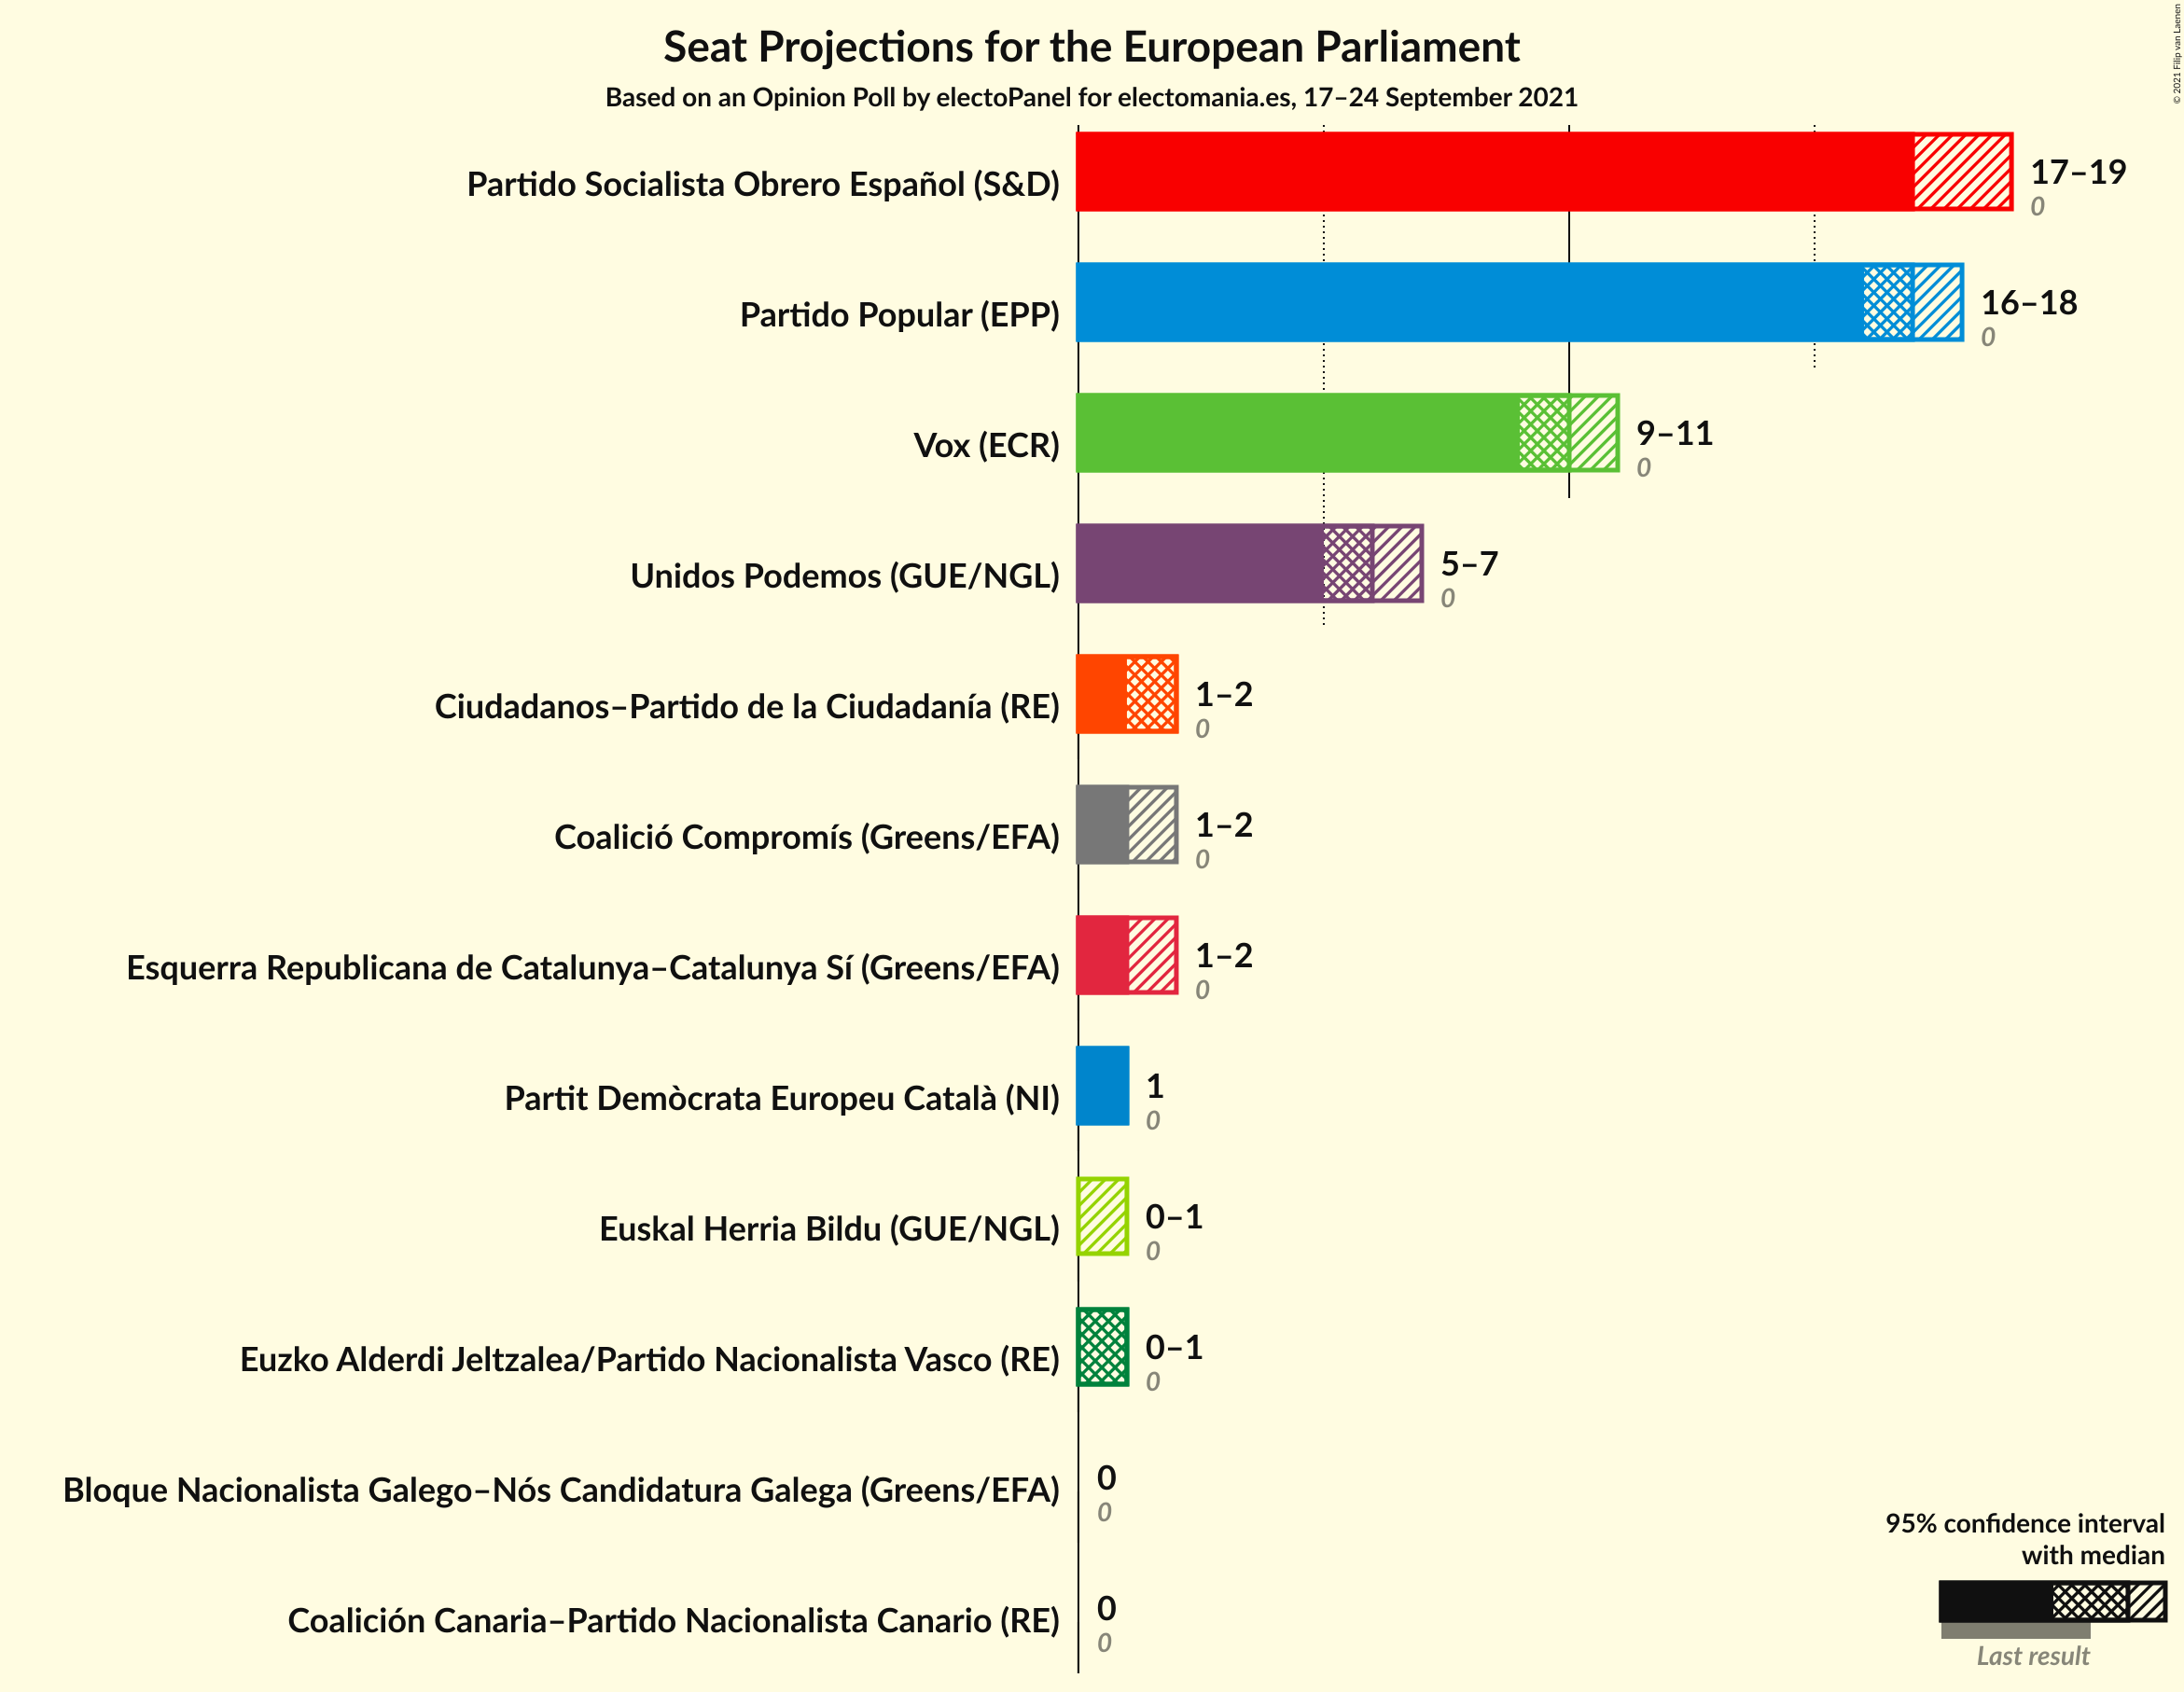 Seat Projections for the European Parliament
Based on an Opinion Poll by electoPanel for electomania.es, 17–24 September 2021
© 2021 Filip van Laenen
Partido Socialista Obrero Español (S&D)
17–19
0
Partido Popular (EPP)
16–18
0
Vox (ECR)
9–11
0
Unidos Podemos (GUE/NGL)
5–7
0
Ciudadanos–Partido de la Ciudadanía (RE)
1–2
0
Coalició Compromís (Greens/EFA)
1–2
0
Esquerra Republicana de Catalunya–Catalunya Sí (Greens/EFA)
1–2
0
Partit Demòcrata Europeu Català (NI)
1
0
Euskal Herria Bildu (GUE/NGL)
0–1
0
Euzko Alderdi Jeltzalea/Partido Nacionalista Vasco (RE)
0–1
0
Bloque Nacionalista Galego–Nós Candidatura Galega (Greens/EFA)
0
0
Coalición Canaria–Partido Nacionalista Canario (RE)
0
0
95% confidence interval
with median
Last result